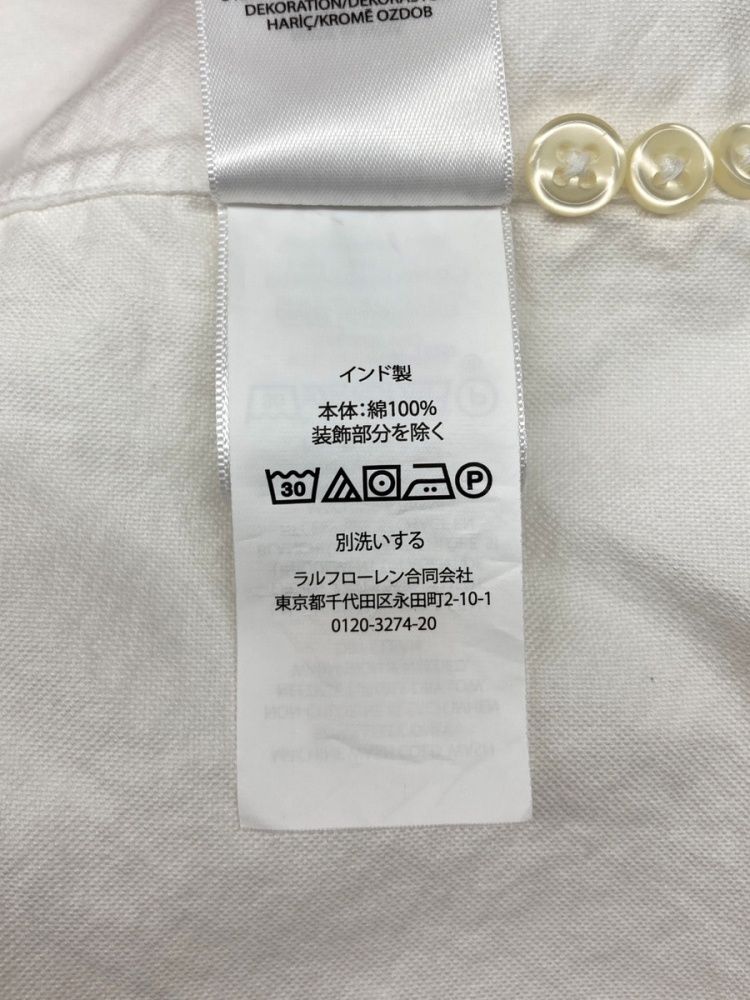 DEKORATION/DEKORAS
HARİÇ/KROMĚ OZDOB
インド製
本体：綿100%
装飾部分を除く
30 P
別洗いする
ラルフローレン合同会社
東京都千代田区永田町2-10-1
0120-3274-20